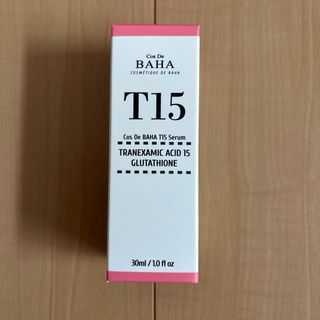 Cos De
BAHA
COSMÉTIQUE DE BAHA
T15
Cos De BAHA T15 Serum
TRANEXAMIC ACID 15
GLUTATHIONE
30ml / 1.0 fl oz